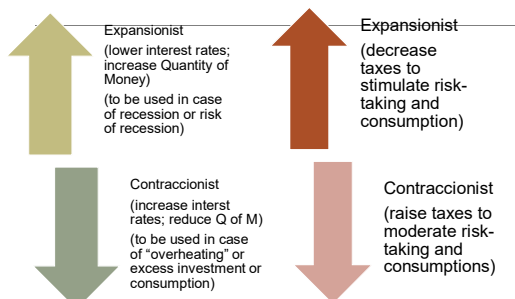 Expansionist
(lower interest rates;
increase Quantity of
Money)
(to be used in case
of recession or risk
of recession)
Expansionist
(decrease
taxes to
stimulate risk-
taking and
consumption)
Contraccionist
(increase interst
rates; reduce Q of M)
(to be used in case
of “overheating” or
excess investment or
consumption)
Contraccionist
(raise taxes to
moderate risk-
taking and
consumptions)